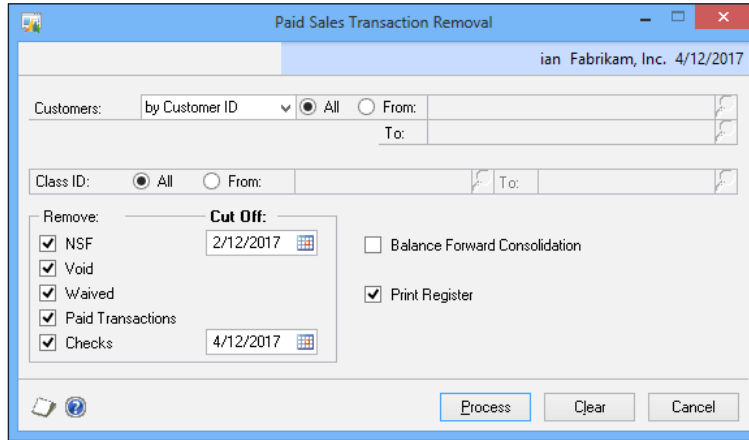 Paid Sales Transaction Removal
ian Fabrikam, Inc. 4/12/2017
Customers: by Customer ID All From:
To:
Class ID: All From: To:
Remove: Cut Off:
NSF 2/12/2017 Balance Forward Consolidation
Void
Waived Print Register
Paid Transactions
Checks 4/12/2017
Process Clear Cancel